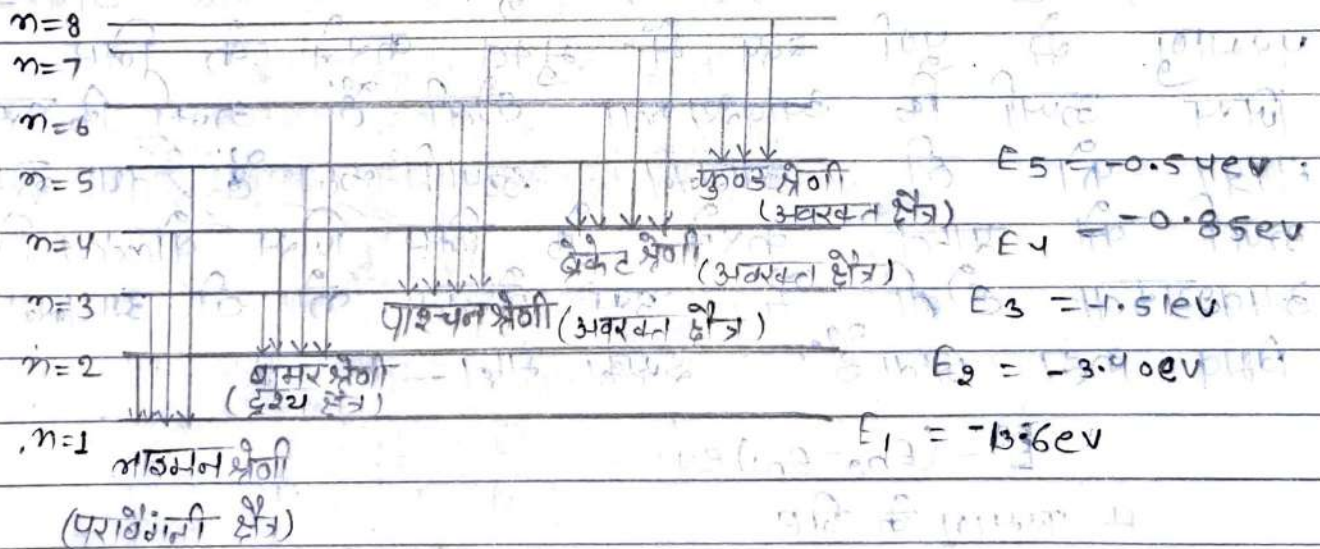 n=8
n=7
n=6
n=5
n=4
n=3
n=2
n=1
फुण्ड श्रेणी
(अवरक्त क्षैत्र)
ब्रेकेट श्रेणी
(अवरक्त क्षैत्र)
पाश्चन श्रेणी (अवरक्त क्षैत्र)
बामर श्रेणी
(दृश्य क्षैत्र)
लाइमन श्रेणी
(पराबैंगनी क्षैत्र)
E5 = -0.54ev
E4 = -0.85ev
E3 = -1.51ev
E2 = -3.40ev
E1 = -13.6ev